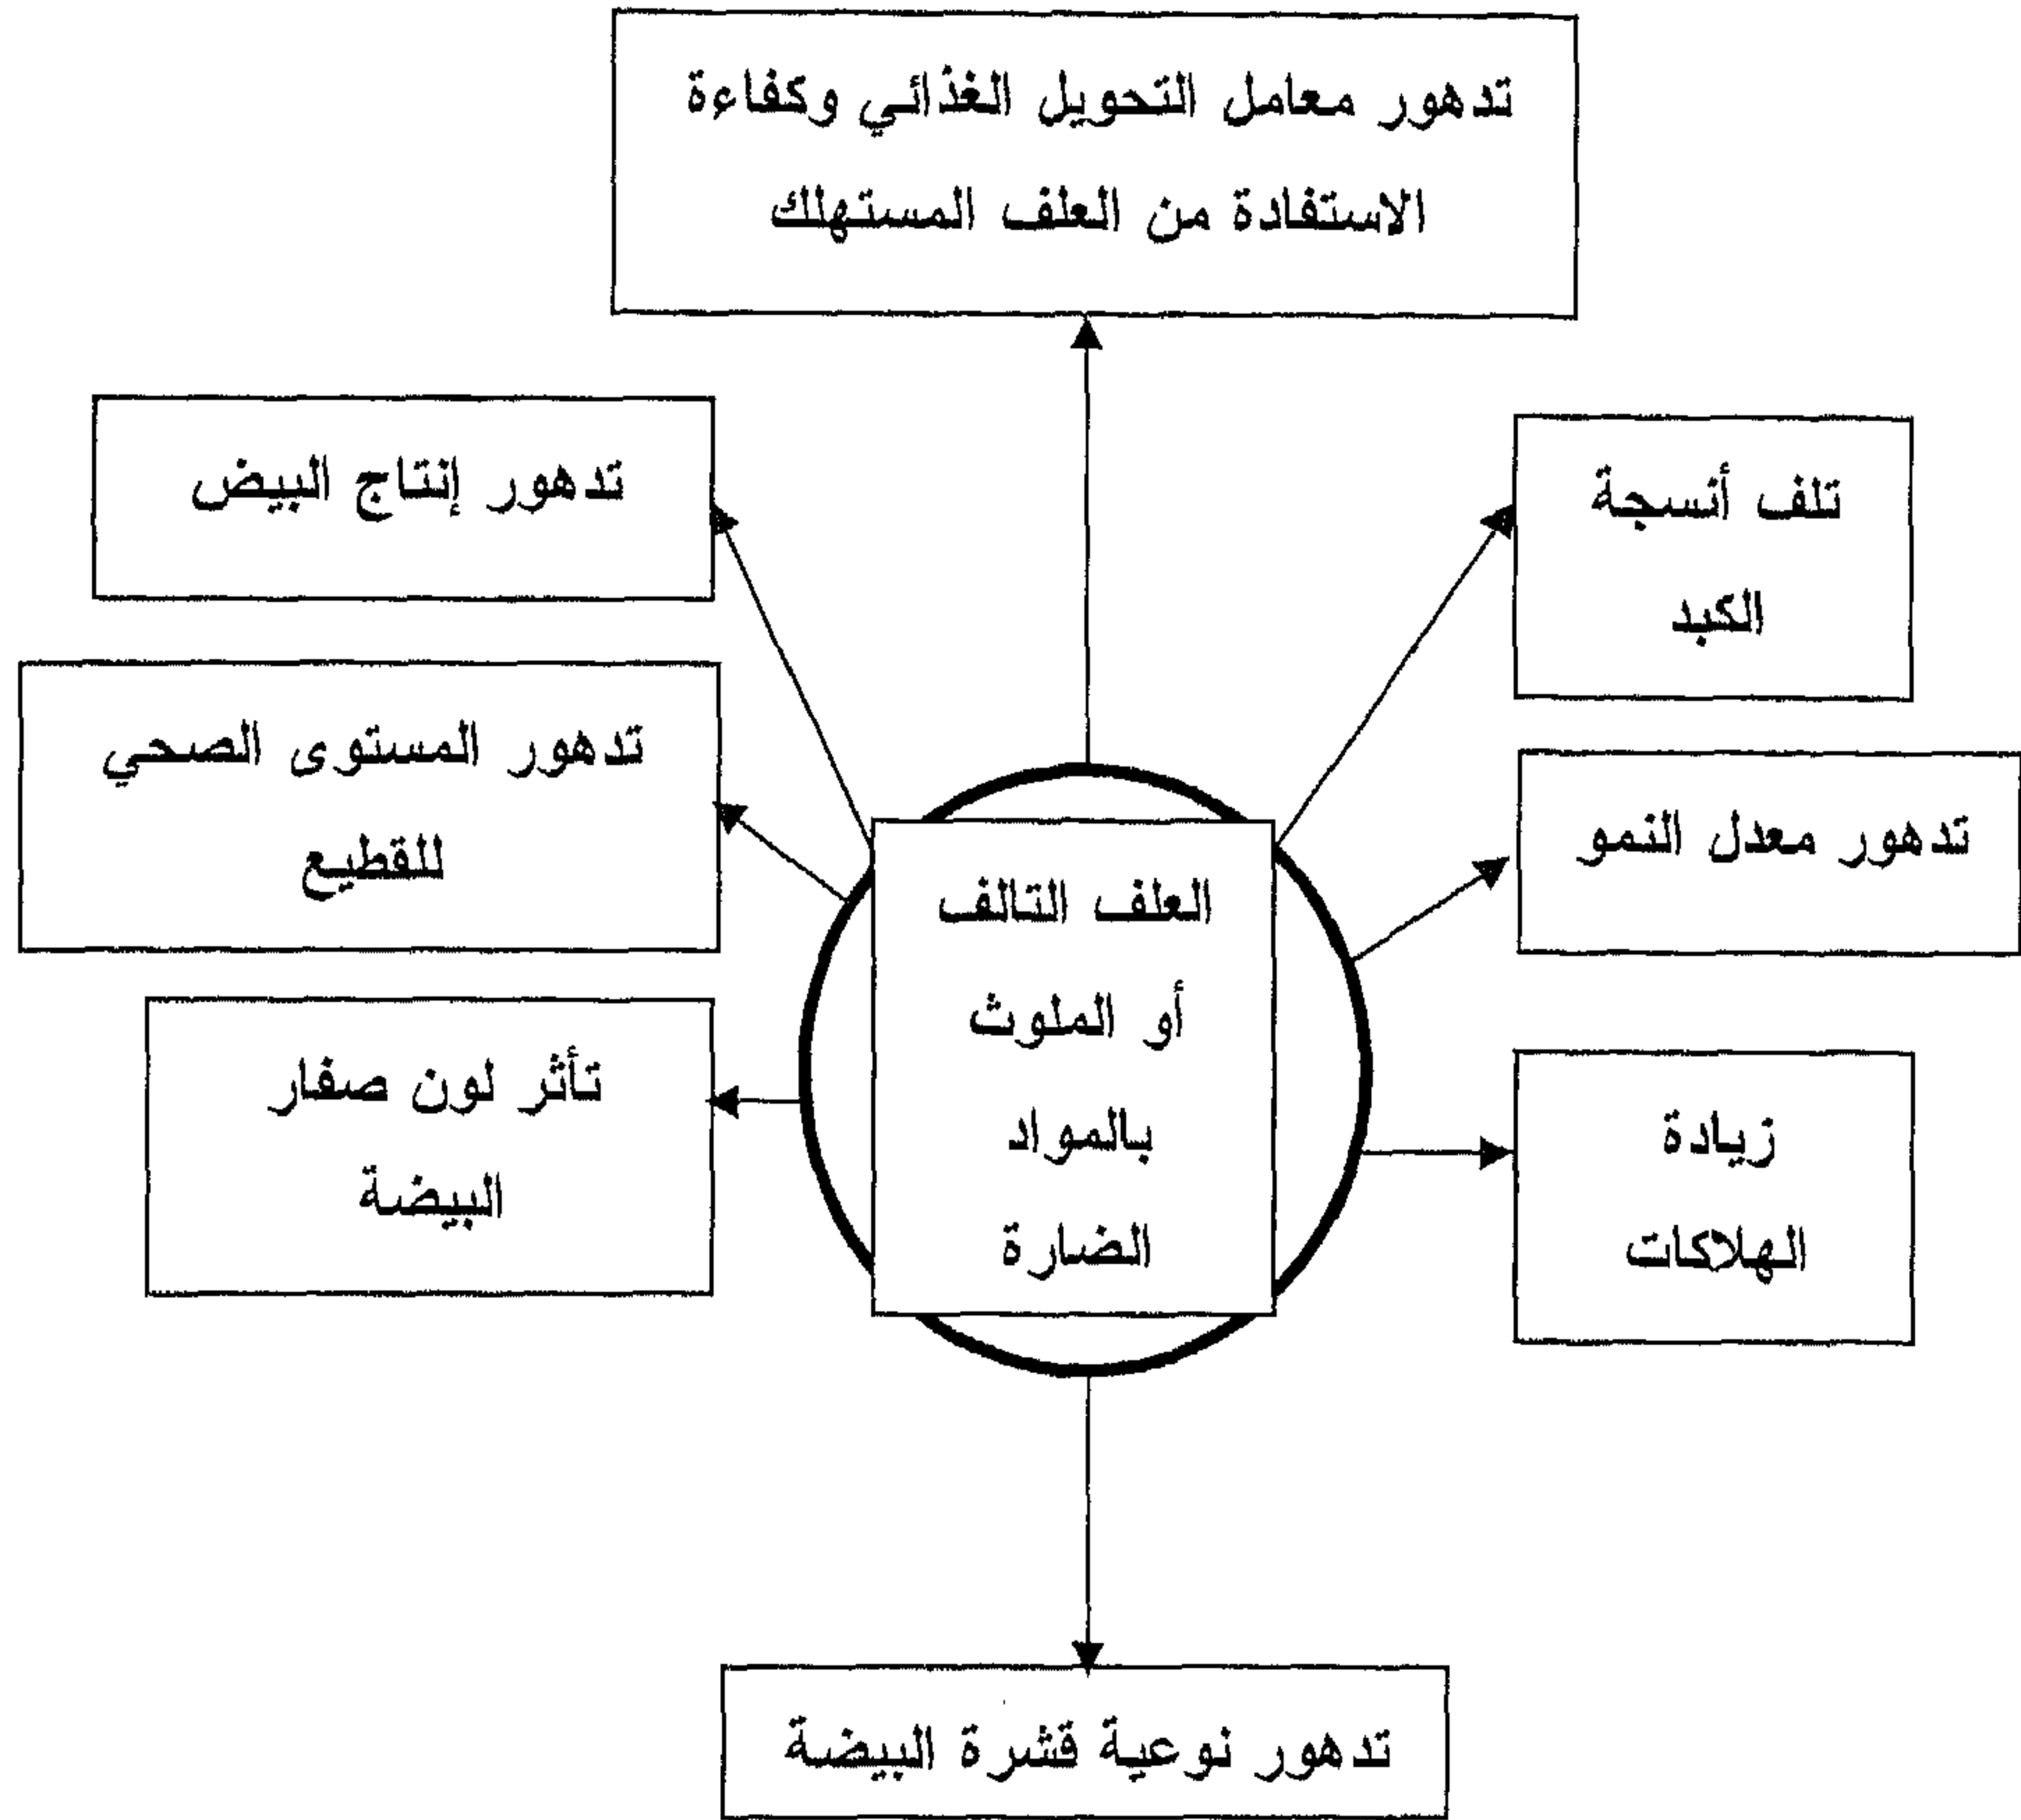 تدهور معامل التحويل الغذائي وكفاءة
الاستفادة من العلف المستهلك
تلف أنسجة
الكبد
تدهور إنتاج البيض
تدهور معدل النمو
تدهور المستوى الصحي
للقطيع
العلف التالف
أو الملوث
بالمواد
الضارة
زيادة
الهلاكات
تأثر لون صفار
البيضة
تدهور نوعية قشرة البيضة